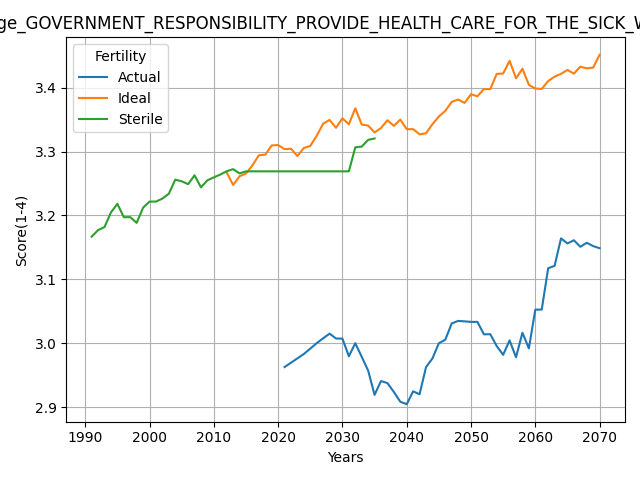 ge_GOVERNMENT_RESPONSIBILITY_PROVIDE_HEALTH_CARE_FOR_THE_SICK_W
Fertility
Actual
Ideal
Sterile
Score(1-4)
3.4
3.3
3.2
3.1
3.0
2.9
1990 2000 2010 2020 2030 2040 2050 2060 2070
Years